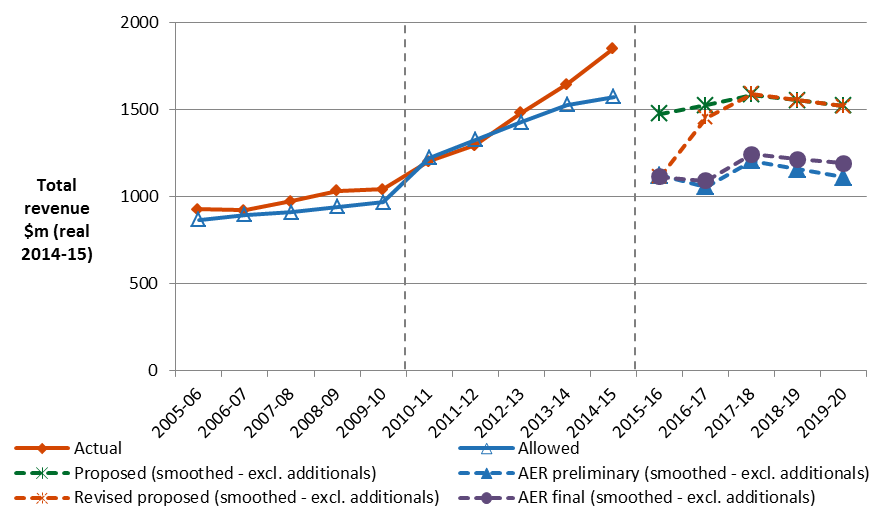 2000
1500
1000
500
0
Total
revenue
$m (real
2014-15)
2005-06
2006-07
2007-08
2008-09
2009-10
2010-11
2011-12
2012-13
2013-14
2014-15
2015-16
2016-17
2017-18
2018-19
2019-20
Actual
Allowed
Proposed (smoothed - excl. additionals)
AER preliminary (smoothed - excl. additionals)
Revised proposed (smoothed - excl. additionals)
AER final (smoothed - excl. additionals)